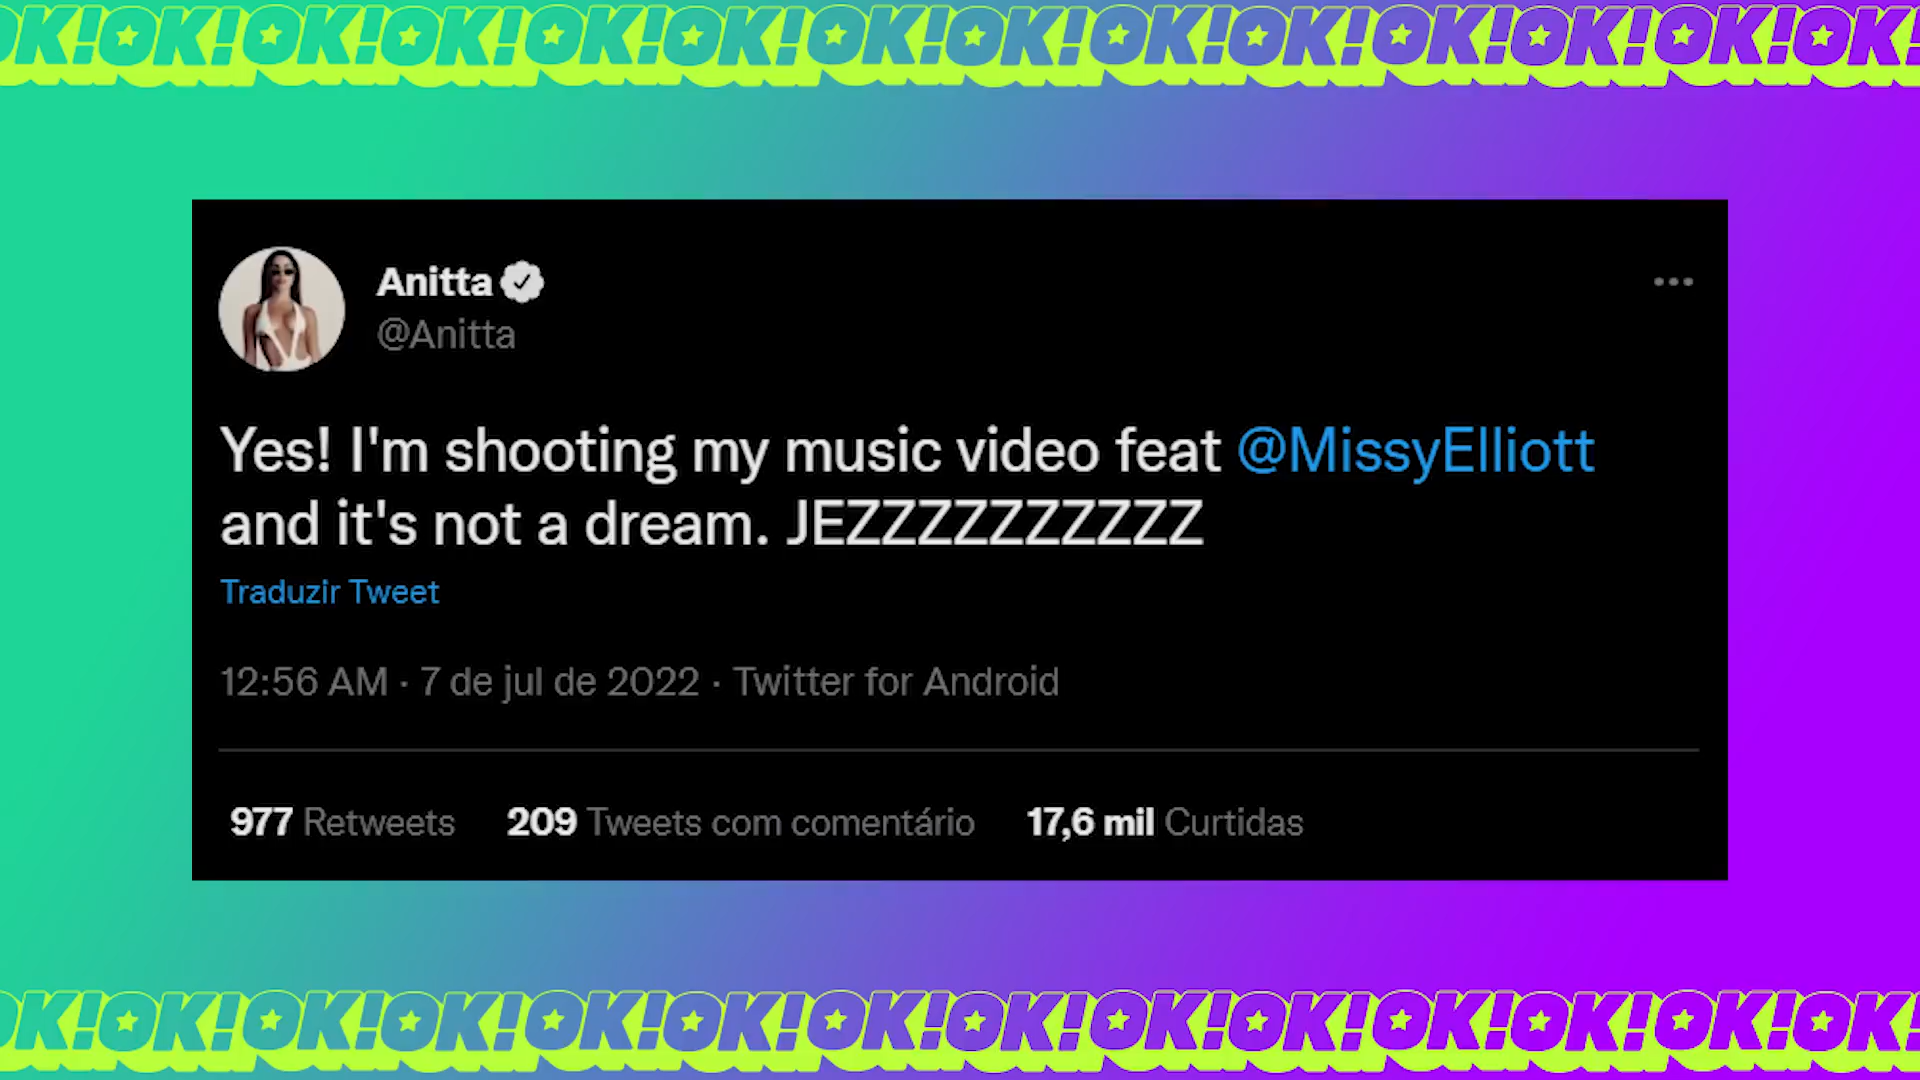 OK!OK!OK!OK!OK!OK!OK!OK!OK!OK!OK!OK!OK!OK!
Anitta
@Anitta
Yes! I'm shooting my music video feat @MissyElliott
and it's not a dream. JEZZZZZZZZZZ
Traduzir Tweet
12:56 AM · 7 de jul de 2022 · Twitter for Android
977 Retweets 209 Tweets com comentário 17,6 mil Curtidas
OK!OK!OK!OK!OK!OK!OK!OK!OK!OK!OK!OK!OK!OK!